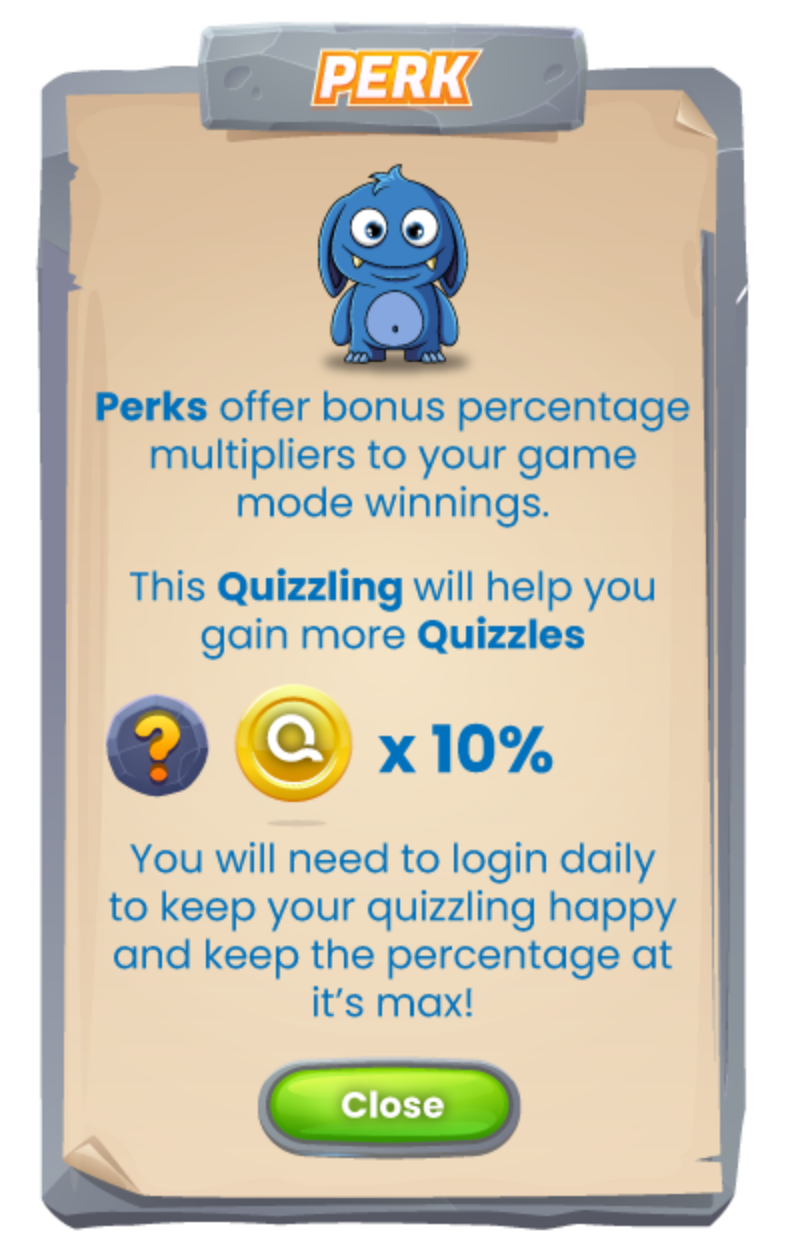 PERK
Perks offer bonus percentage
multipliers to your game
mode winnings.
This Quizzling will help you
gain more Quizzles
? Q x 10%
You will need to login daily
to keep your quizzling happy
and keep the percentage at
it's max!
Close